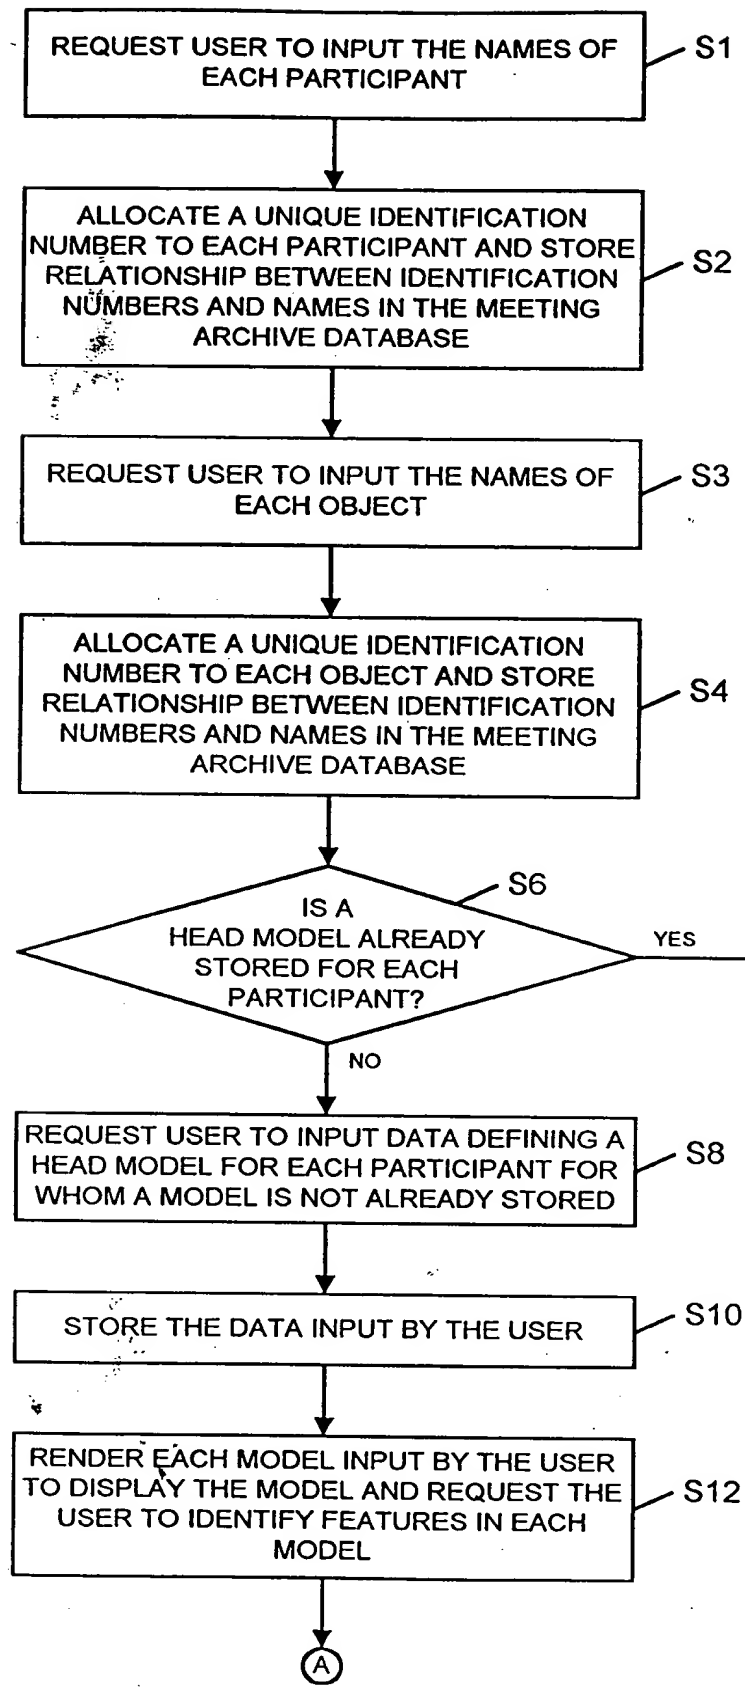 REQUEST USER TO INPUT THE NAMES OF
EACH PARTICIPANT
S1
ALLOCATE A UNIQUE IDENTIFICATION
NUMBER TO EACH PARTICIPANT AND STORE
RELATIONSHIP BETWEEN IDENTIFICATION
NUMBERS AND NAMES IN THE MEETING
ARCHIVE DATABASE
S2
REQUEST USER TO INPUT THE NAMES OF
EACH OBJECT
S3
ALLOCATE A UNIQUE IDENTIFICATION
NUMBER TO EACH OBJECT AND STORE
RELATIONSHIP BETWEEN IDENTIFICATION
NUMBERS AND NAMES IN THE MEETING
ARCHIVE DATABASE
S4
S6
IS A
HEAD MODEL ALREADY
STORED FOR EACH
PARTICIPANT?
YES
NO
REQUEST USER TO INPUT DATA DEFINING A
HEAD MODEL FOR EACH PARTICIPANT FOR
WHOM A MODEL IS NOT ALREADY STORED
S8
STORE THE DATA INPUT BY THE USER
S10
RENDER EACH MODEL INPUT BY THE USER
TO DISPLAY THE MODEL AND REQUEST THE
USER TO IDENTIFY FEATURES IN EACH
MODEL
S12
A